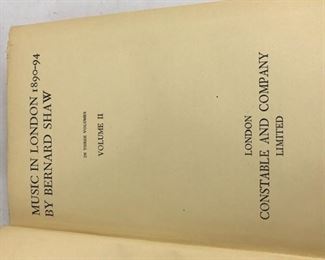 MUSIC IN LONDON 1890-94
BY BERNARD SHAW
IN THREE VOLUMES
VOLUME II
LONDON
CONSTABLE AND COMPANY
LIMITED